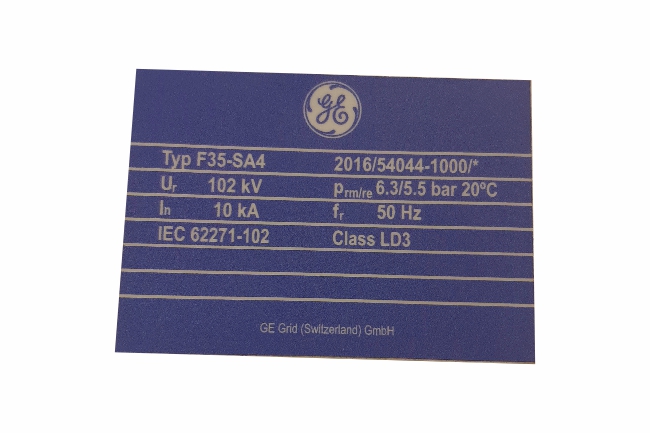 GE
Typ F35-SA4 2016/54044-1000/*
Ur 102 kV prm/re 6.3/5.5 bar 20ºC
In 10 kA fr 50 Hz
IEC 62271-102 Class LD3
GE Grid (Switzerland) GmbH